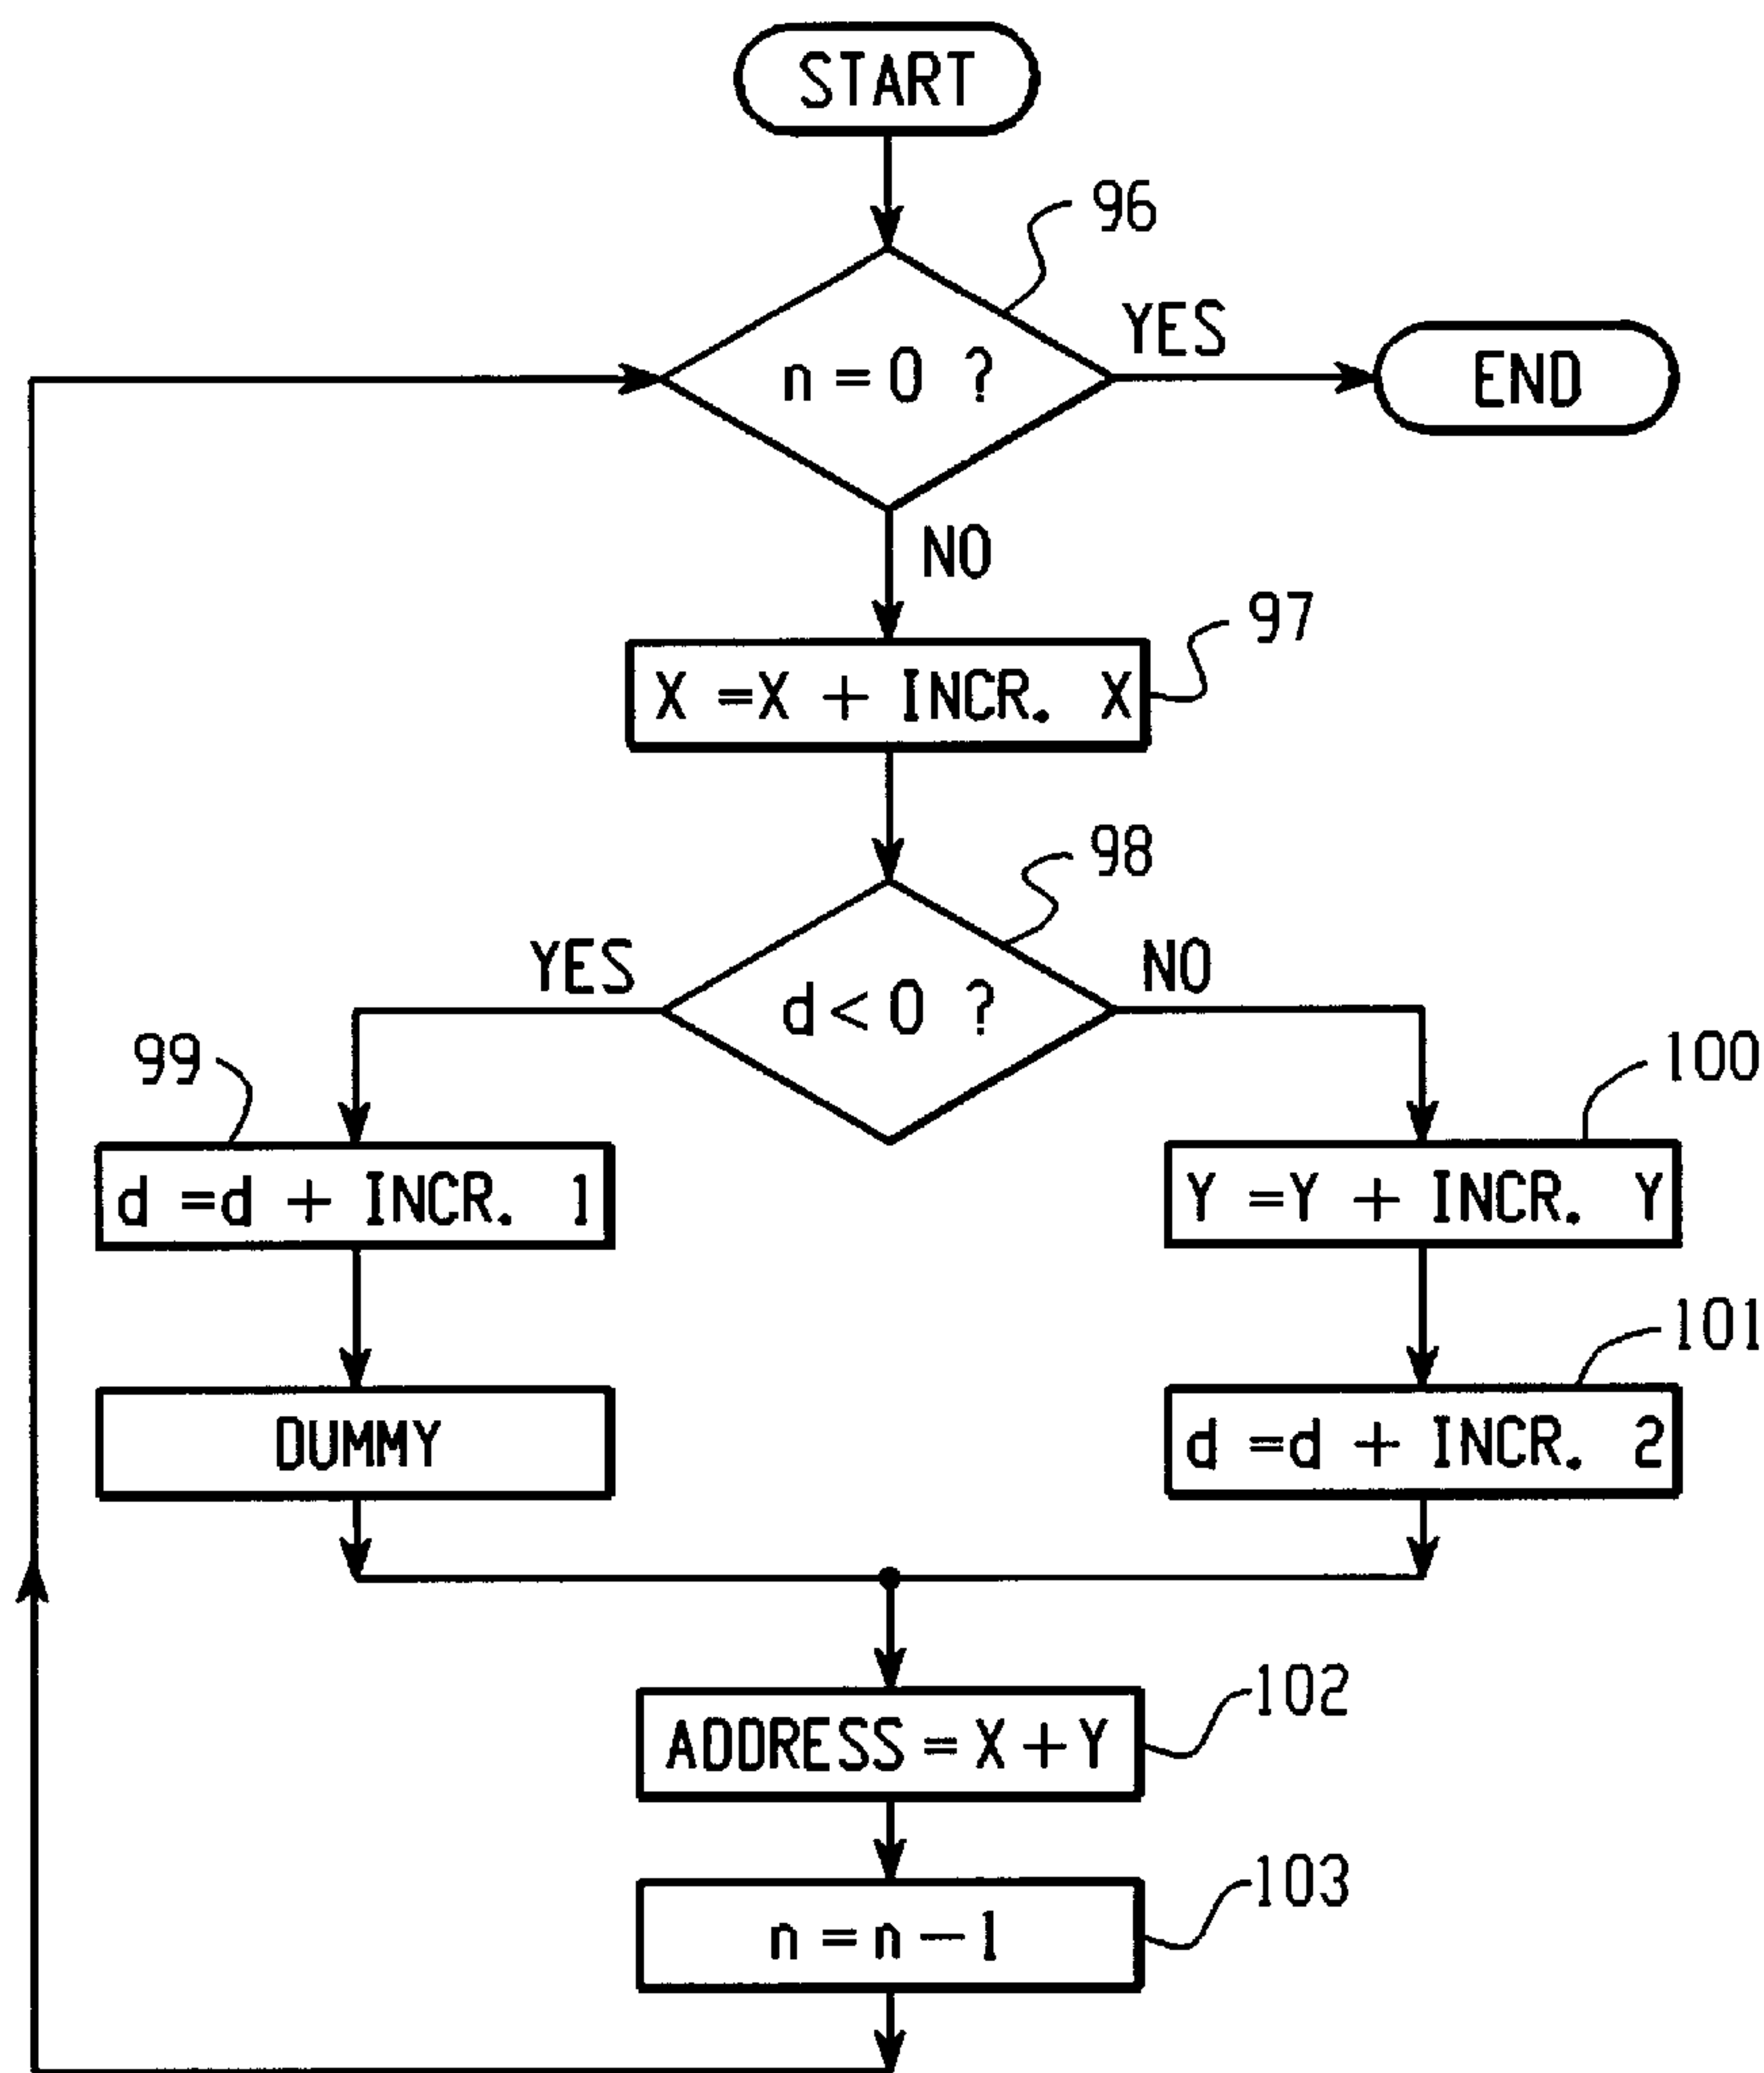 START
96
YES
n = 0 ?
END
NO
97
X = X + INCR. X
98
YES
NO
d < 0 ?
99
100
d = d + INCR. 1
Y = Y + INCR. Y
101
DUMMY
d = d + INCR. 2
102
ADDRESS = X + Y
103
n = n - 1